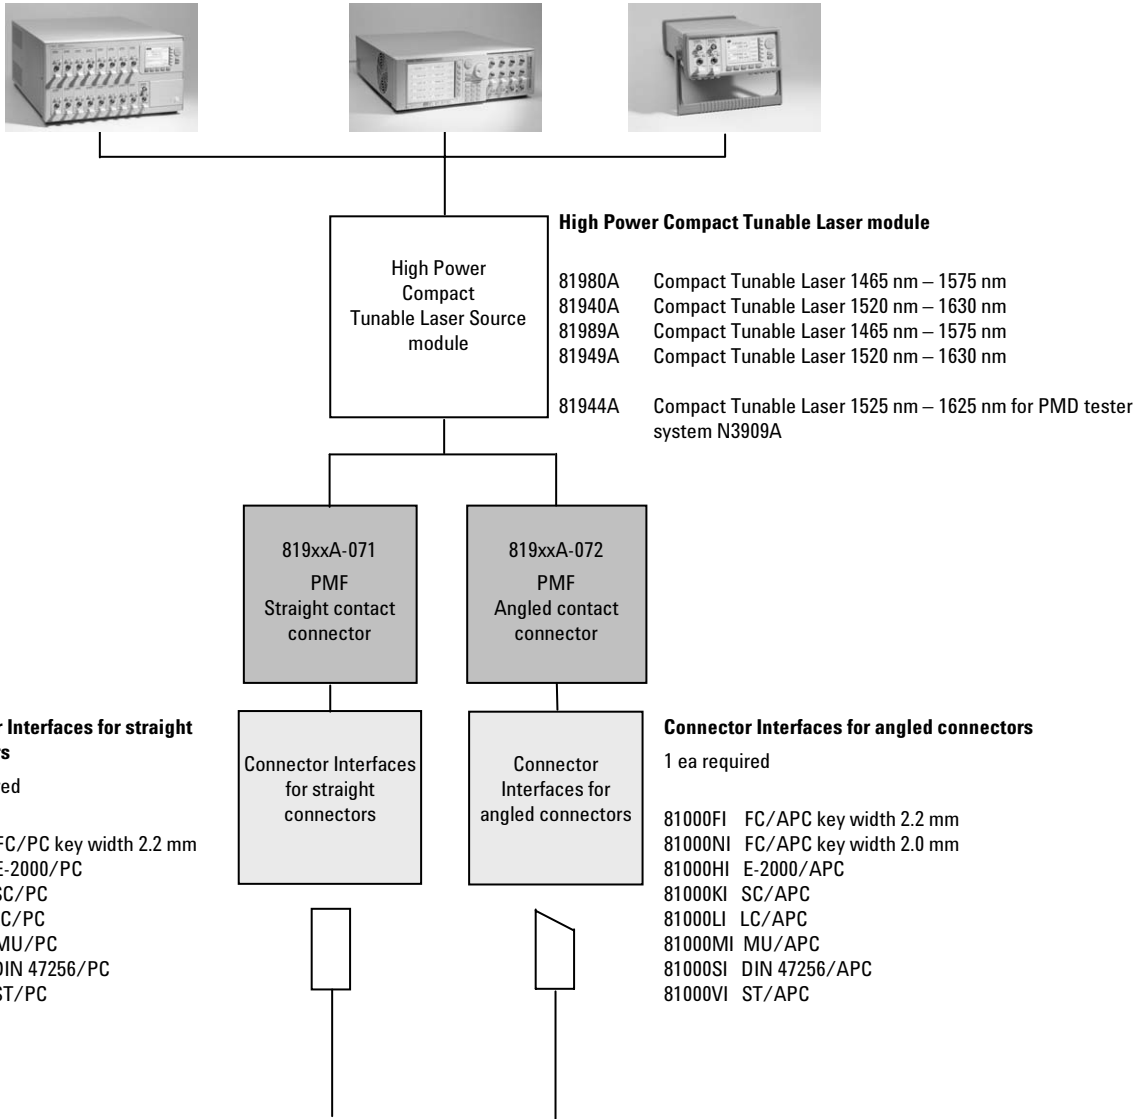 High Power Compact Tunable Laser module
High Power
Compact
Tunable Laser Source
module
81980A Compact Tunable Laser 1465 nm – 1575 nm
81940A Compact Tunable Laser 1520 nm – 1630 nm
81989A Compact Tunable Laser 1465 nm – 1575 nm
81949A Compact Tunable Laser 1520 nm – 1630 nm
81944A Compact Tunable Laser 1525 nm – 1625 nm for PMD tester
system N3909A
819xxA-071
PMF
Straight contact
connector
819xxA-072
PMF
Angled contact
connector
Interfaces for straight
FC/PC key width 2.2 mm
E-2000/PC
SC/PC
MU/PC
DIN 47256/PC
ST/PC
Connector Interfaces
for straight
connectors
Connector
Interfaces for
angled connectors
Connector Interfaces for angled connectors
1 ea required
81000FI FC/APC key width 2.2 mm
81000NI FC/APC key width 2.0 mm
81000HI E-2000/APC
81000KI SC/APC
81000LI LC/APC
81000MI MU/APC
81000SI DIN 47256/APC
81000VI ST/APC